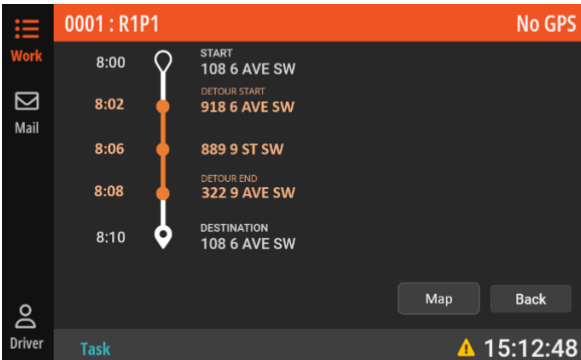 0001 : R1P1
No GPS
Work
Mail
Driver
8:00
START
108 6 AVE SW
8:02
DETOUR START
918 6 AVE SW
8:06
889 9 ST SW
8:08
DETOUR END
322 9 AVE SW
8:10
DESTINATION
108 6 AVE SW
Map
Back
Task
15:12:48